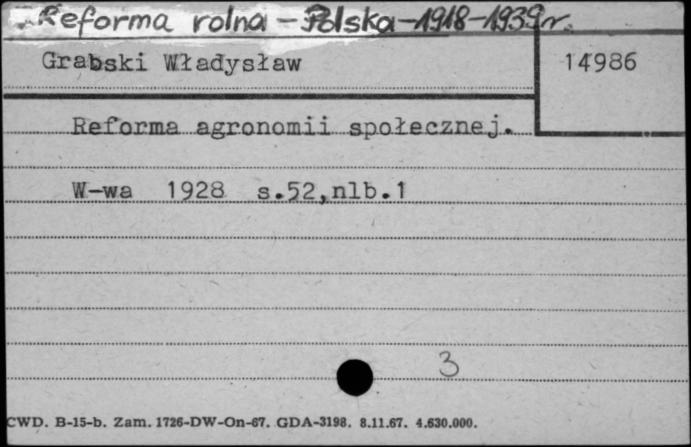 Reforma rolna - Polska - 1918-1939 r.
Grabski Władysław
14986
Reforma agronomii społecznej.
W-wa 1928 s.52,nlb.1
3
CWD. B-15-b. Zam. 1726-DW-On-67. GDA-3198. 8.11.67. 4.630.000.